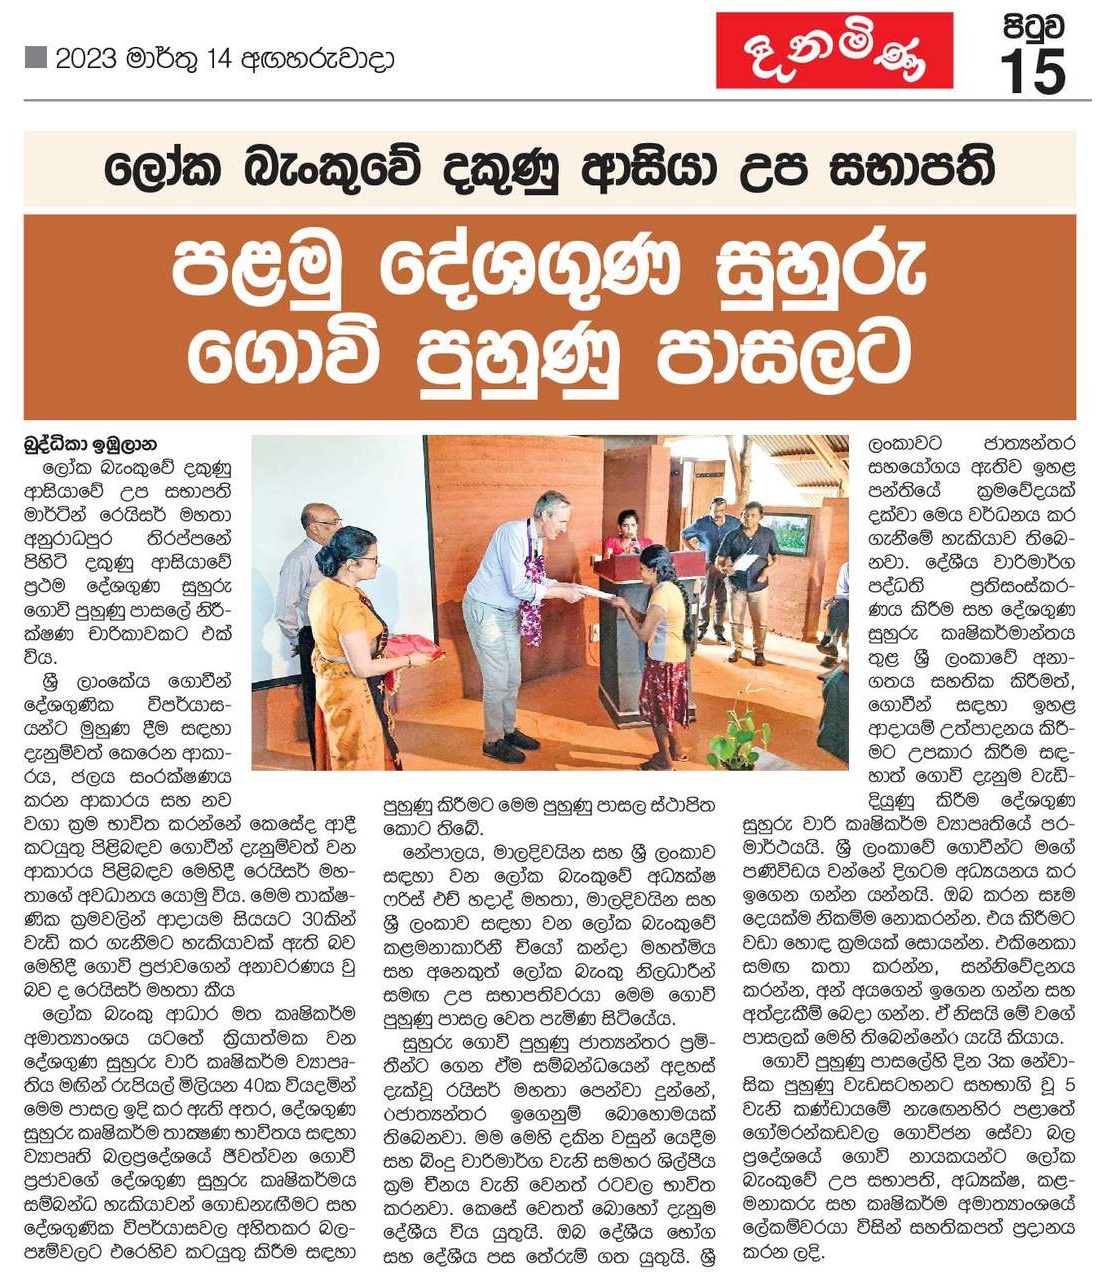 2023 මාර්තු 14 අඟහරුවාදා
දිනමිණ
පිටුව
15
ලෝක බැංකුවේ දකුණු ආසියා උප සභාපති
පළමු දේශගුණ සුහුරු
ගොවි පුහුණු පාසලට
බුද්ධිකා ඉඹුලාන
ලෝක බැංකුවේ දකුණු
ආසියාවේ උප සභාපති
මාර්ටින් රෙයිසර් මහතා
අනුරාධපුර තිරප්පනේ
පිහිටි දකුණු ආසියාවේ
ප්‍රථම දේශගුණ සුහුරු
ගොවි පුහුණු පාසලේ නිරී-
ක්ෂණ චාරිකාවකට එක්
විය.
ශ්‍රී ලාංකේය ගොවීන්
දේශගුණික විපර්යාස-
යන්ට මුහුණ දීම සඳහා
දැනුම්වත් කෙරෙන ආකා-
රය, ජලය සංරක්ෂණය
කරන ආකාරය සහ නව
වගා ක්‍රම භාවිත කරන්නේ කෙසේද ආදී
කටයුතු පිළිබඳව ගොවීන් දැනුම්වත් වන
ආකාරය පිළිබඳව මෙහිදී රෙයිසර් මහ-
තාගේ අවධානය යොමු විය. මෙම තාක්ෂ-
ණික ක්‍රමවලින් ආදායම සියයට 30කින්
වැඩි කර ගැනීමට හැකියාවක් ඇති බව
මෙහිදී ගොවි ප්‍රජාවගෙන් අනාවරණය වූ
බව ද රෙයිසර් මහතා කීය
ලෝක බැංකු ආධාර මත කෘෂිකර්ම
අමාත්‍යාංශය යටතේ ක්‍රියාත්මක වන
දේශගුණ සුහුරු වාරි කෘෂිකර්ම ව්‍යාපෘ-
තිය මඟින් රුපියල් මිලියන 40ක වියදමින්
මෙම පාසල ඉදි කර ඇති අතර, දේශගුණ
සුහුරු කෘෂිකර්ම තාක්ෂණ භාවිතය සඳහා
ව්‍යාපෘති බලප්‍රදේශයේ ජීවත්වන ගොවි
ප්‍රජාවගේ දේශගුණ සුහුරු කෘෂිකර්මය
සම්බන්ධ හැකියාවන් ගොඩනැඟීමට සහ
දේශගුණික විපර්යාසවල අහිතකර බල-
පෑම්වලට එරෙහිව කටයුතු කිරීම සඳහා
පුහුණු කිරීමට මෙම පුහුණු පාසල ස්ථාපිත
කොට තිබේ.
නේපාලය, මාලදිවයින සහ ශ්‍රී ලංකාව
සඳහා වන ලෝක බැංකුවේ අධ්‍යක්ෂ
ෆරිස් එච් හදාද් මහතා, මාලදිවයින සහ
ශ්‍රී ලංකාව සඳහා වන ලෝක බැංකුවේ
කළමනාකාරිනී චියෝ කන්දා මහත්මිය
සහ අනෙකුත් ලෝක බැංකු නිලධාරීන්
සමඟ උප සභාපතිවරයා මෙම ගොවි
පුහුණු පාසල වෙත පැමිණ සිටියේය.
සුහුරු ගොවි පුහුණු ජාත්‍යන්තර ප්‍රමි-
තීන්ට ගෙන ඒම සම්බන්ධයෙන් අදහස්
දැක්වූ රයිසර් මහතා පෙන්වා දුන්නේ,
ඊජාත්‍යන්තර ඉගෙනුම් බොහොමයක්
තිබෙනවා. මම මෙහි දකින වසුන් යෙදීම
සහ බිංදු වාරිමාර්ග වැනි සමහර ශිල්පීය
ක්‍රම චීනය වැනි වෙනත් රටවල භාවිත
කරනවා. කෙසේ වෙතත් බොහෝ දැනුම
දේශීය විය යුතුයි. ඔබ දේශීය භෝග
සහ දේශීය පස තේරුම් ගත යුතුයි. ශ්‍රී
ලංකාවට ජාත්‍යන්තර
සහයෝගය ඇතිව ඉහළ
පන්තියේ ක්‍රමවේදයක්
දක්වා මෙය වර්ධනය කර
ගැනීමේ හැකියාව තිබෙ-
නවා. දේශීය වාරිමාර්ග
පද්ධති ප්‍රතිසංස්කර-
ණය කිරීම සහ දේශගුණ
සුහුරු කෘෂිකර්මාන්තය
තුළ ශ්‍රී ලංකාවේ අනා-
ගතය සහතික කිරීමත්,
ගොවීන් සඳහා ඉහළ
ආදායම් උත්පාදනය කිරී-
මට උපකාර කිරීම සඳ-
හාත් ගොවි දැනුම වැඩි-
දියුණු කිරීම දේශගුණ
සුහුරු වාරි කෘෂිකර්ම ව්‍යාපෘතියේ පර-
මාර්ථයයි. ශ්‍රී ලංකාවේ ගොවීන්ට මගේ
පණිවිඩය වන්නේ දිගටම අධ්‍යයනය කර
ඉගෙන ගන්න යන්නයි. ඔබ කරන සෑම
දෙයක්ම නිකම්ම නොකරන්න. එය කිරීමට
වඩා හොඳ ක්‍රමයක් සොයන්න. එකිනෙකා
සමඟ කතා කරන්න, සන්නිවේදනය
කරන්න, අන් අයගෙන් ඉගෙන ගන්න සහ
අත්දැකීම් බෙදා ගන්න. ඒ නිසයි මේ වගේ
පාසලක් මෙහි තිබෙන්නේඊ යැයි කියාය.
ගොවි පුහුණු පාසලේහි දින 3ක නේවා-
සික පුහුණු වැඩසටහනට සහභාගි වූ 5
වැනි කණ්ඩායමේ නැඟෙනහිර පළාතේ
ගෝමරන්කඩවල ගොවිජන සේවා බල
ප්‍රදේශයේ ගොවි නායකයන්ට ලෝක
බැංකුවේ උප සභාපති, අධ්‍යක්ෂ, කළ-
මනාකරු සහ කෘෂිකර්ම අමාත්‍යාංශයේ
ලේකම්වරයා විසින් සහතිකපත් ප්‍රදානය
කරන ලදි.